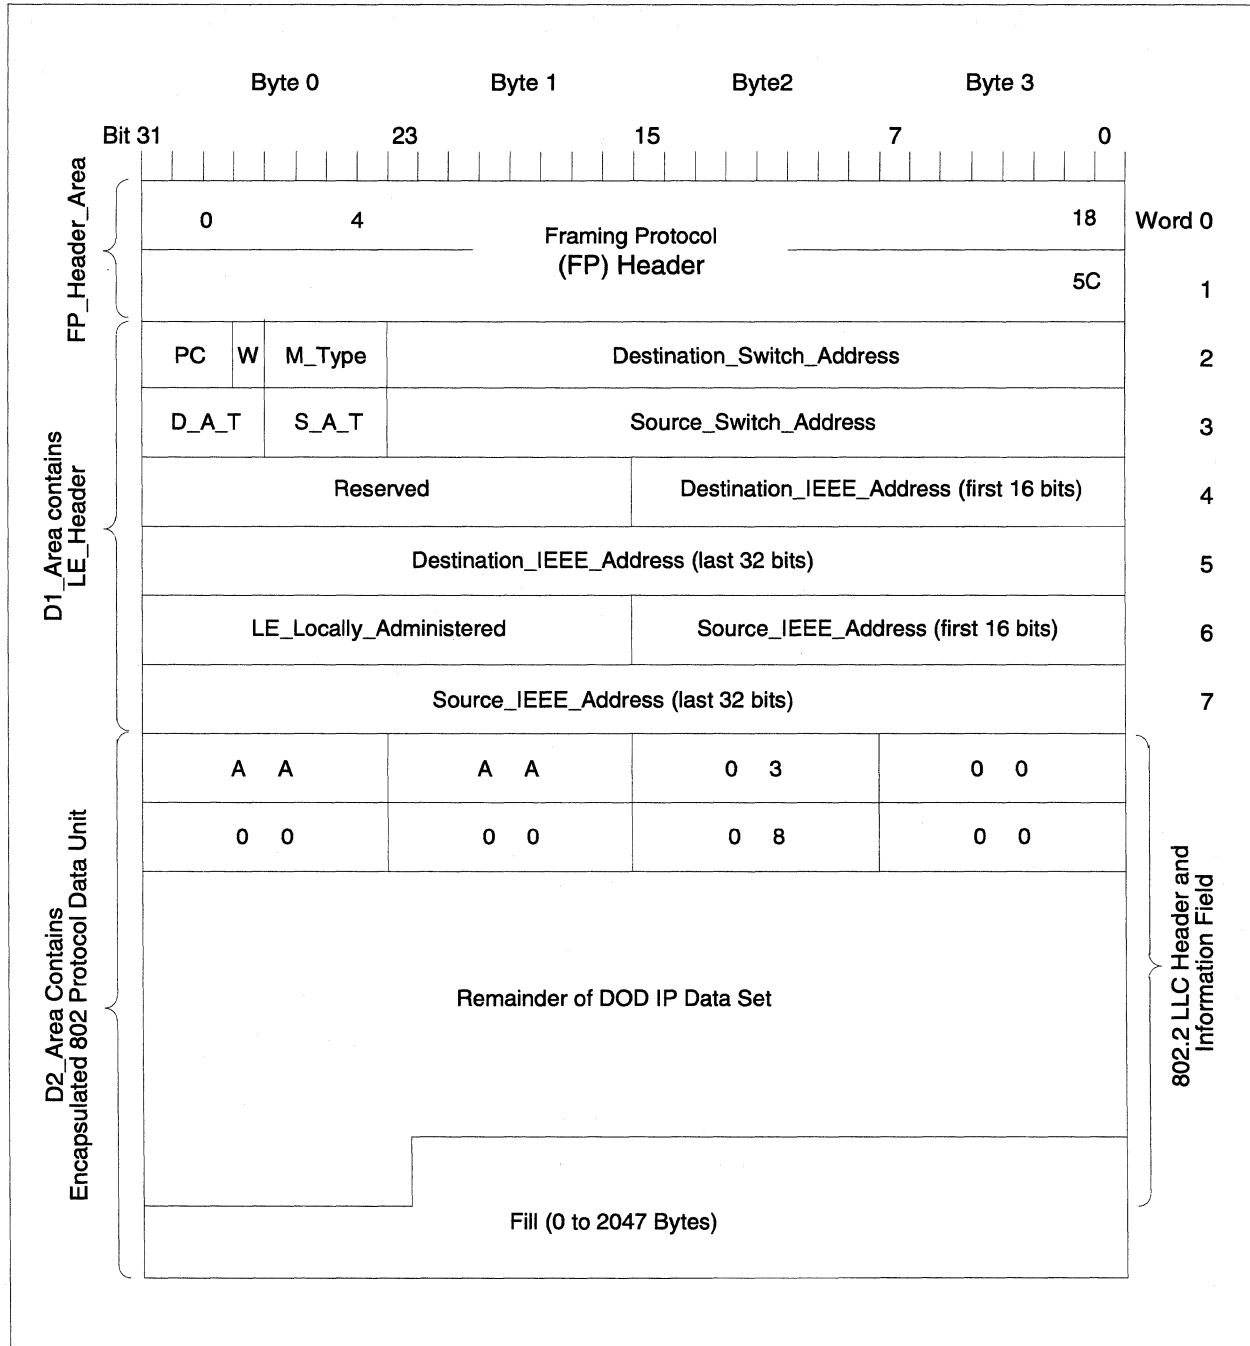 Byte 0 Byte 1 Byte2 Byte 3
Bit 31 23 15 7 0
FP_Header_Area
0 4 18 Word 0
Framing Protocol
(FP) Header
5C 1
D1_Area contains
LE_Header
PC W M_Type Destination_Switch_Address 2
D_A_T S_A_T Source_Switch_Address 3
Reserved Destination_IEEE_Address (first 16 bits) 4
Destination_IEEE_Address (last 32 bits) 5
LE_Locally_Administered Source_IEEE_Address (first 16 bits) 6
Source_IEEE_Address (last 32 bits) 7
D2_Area Contains
Encapsulated 802 Protocol Data Unit
A A A A 0 3 0 0
0 0 0 0 0 8 0 0
802.2 LLC Header and
Information Field
Remainder of DOD IP Data Set
Fill (0 to 2047 Bytes)